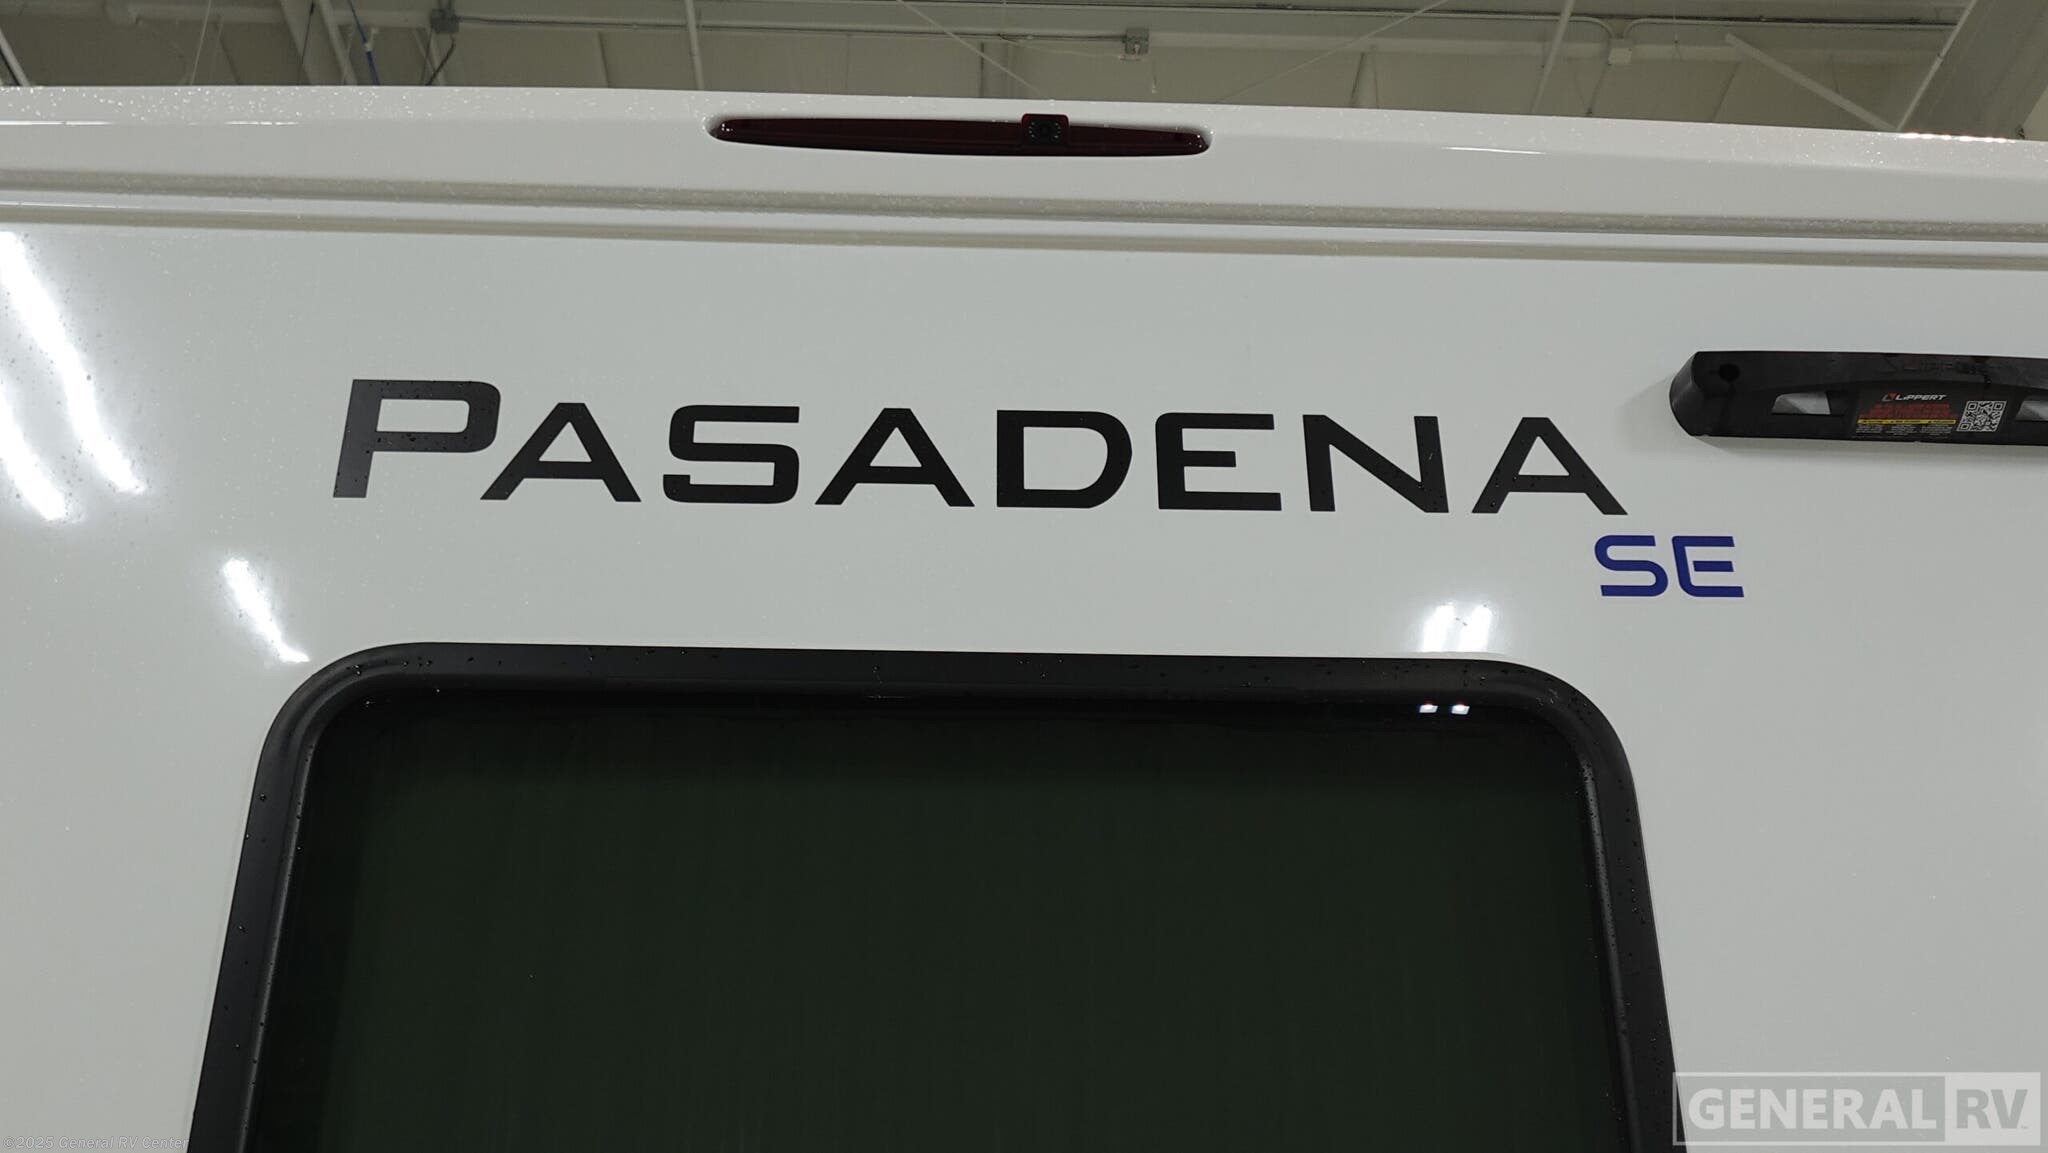 LIPPERT
PASADENA
SE
GENERAL RV
©2025 General RV Center